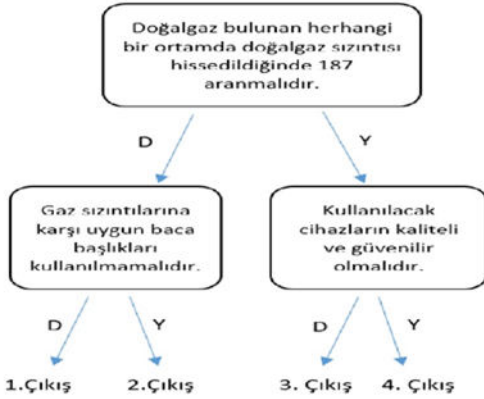 Doğalgaz bulunan herhangi
bir ortamda doğalgaz sızıntısı
hissedildiğinde 187
aranmalıdır.
D
Y
Gaz sızıntılarına
karşı uygun baca
başlıkları
kullanılmamalıdır.
Kullanılacak
cihazların kaliteli
ve güvenilir
olmalıdır.
D
Y
D
Y
1.Çıkış
2.Çıkış
3. Çıkış
4. Çıkış